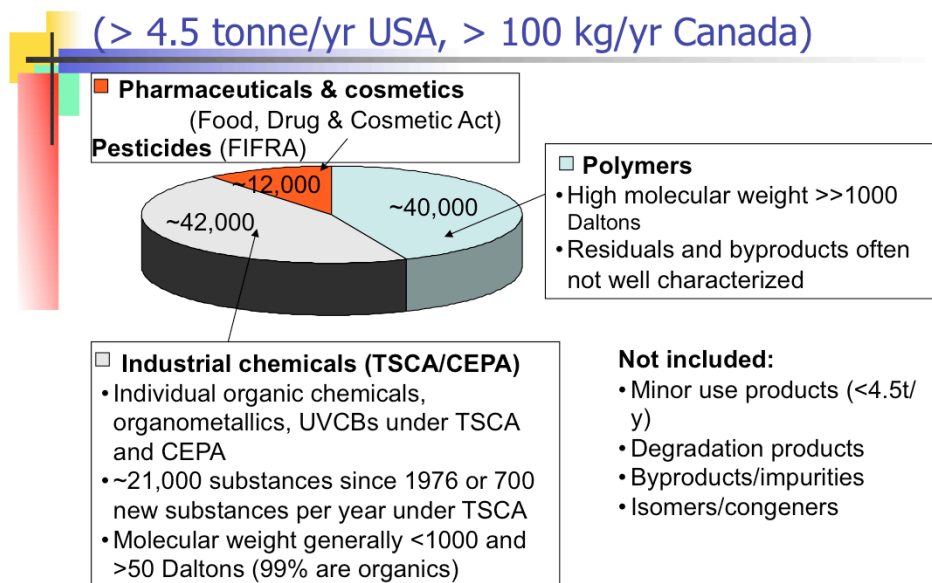 (> 4.5 tonne/yr USA, > 100 kg/yr Canada)
Pharmaceuticals & cosmetics
(Food, Drug & Cosmetic Act)
Pesticides (FIFRA)
~12,000
~40,000
~42,000
Polymers
•High molecular weight >>1000
Daltons
•Residuals and byproducts often
not well characterized
Industrial chemicals (TSCA/CEPA)
•Individual organic chemicals,
organometallics, UVCBs under TSCA
and CEPA
•~21,000 substances since 1976 or 700
new substances per year under TSCA
•Molecular weight generally <1000 and
>50 Daltons (99% are organics)
Not included:
•Minor use products (<4.5t/
y)
•Degradation products
•Byproducts/impurities
•Isomers/congeners